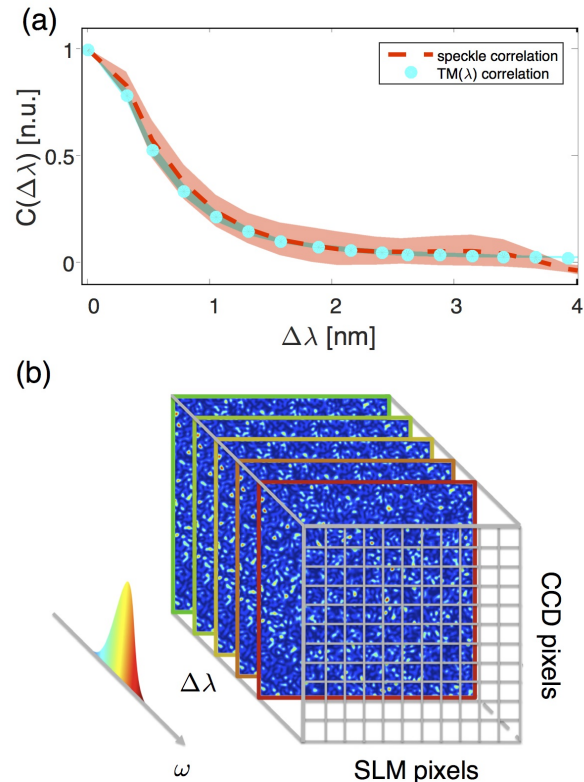 (a)
1
0.5
0
C(Δλ) [n.u.]
speckle correlation
TM(λ) correlation
0
1
2
3
4
Δλ [nm]
(b)
CCD pixels
Δλ
ω
SLM pixels